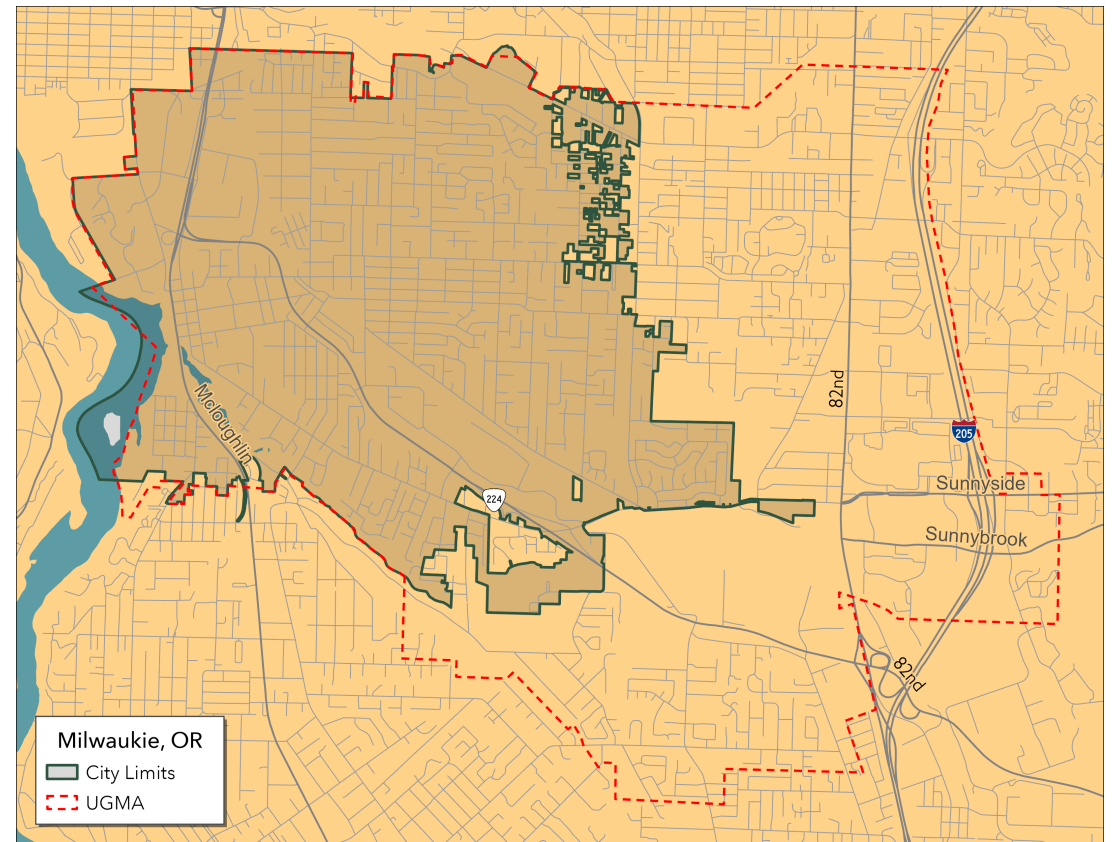 82nd
Mcloughlin
205
Sunnyside
224
Sunnybrook
82nd
Milwaukie, OR
City Limits
UGMA